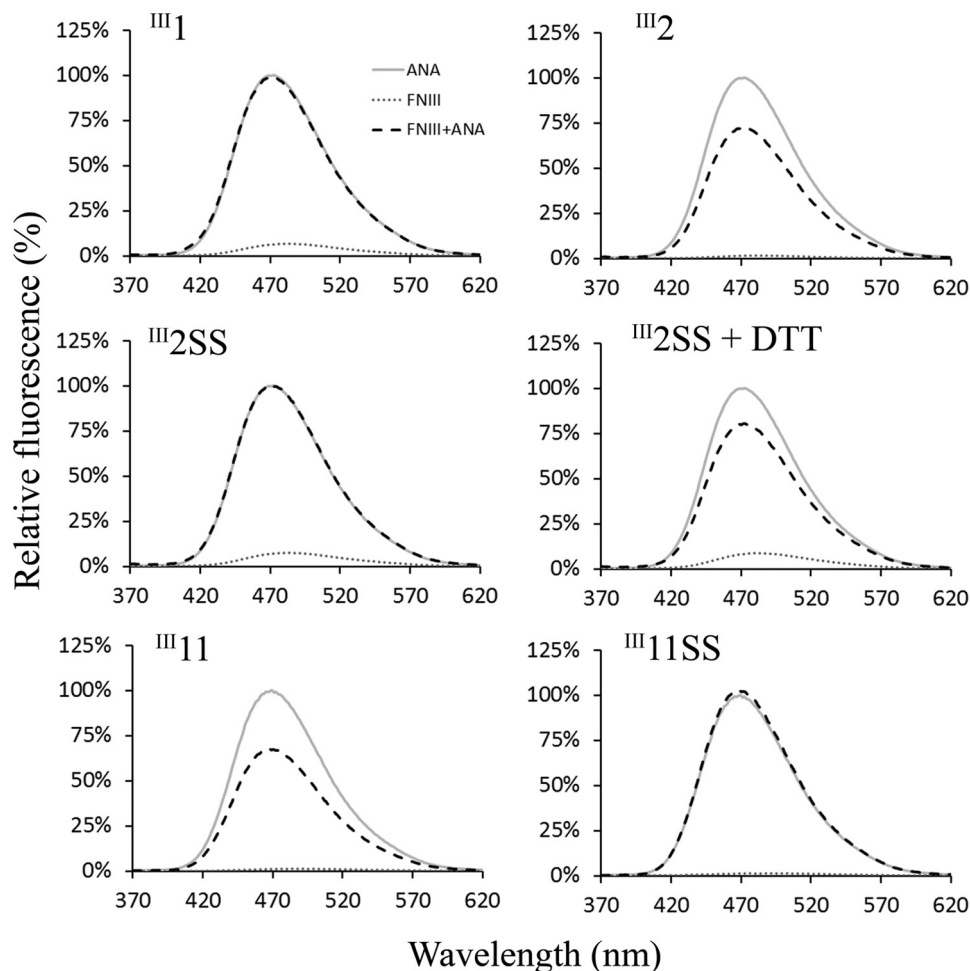 III1
125%
100%
75%
50%
25%
0%
370 420 470 520 570 620
ANA
FNIII
FNIII+ANA
III2
125%
100%
75%
50%
25%
0%
370 420 470 520 570 620
III2SS
125%
100%
75%
50%
25%
0%
370 420 470 520 570 620
III2SS + DTT
125%
100%
75%
50%
25%
0%
370 420 470 520 570 620
III11
125%
100%
75%
50%
25%
0%
370 420 470 520 570 620
III11SS
125%
100%
75%
50%
25%
0%
370 420 470 520 570 620
Relative fluorescence (%)
Wavelength (nm)